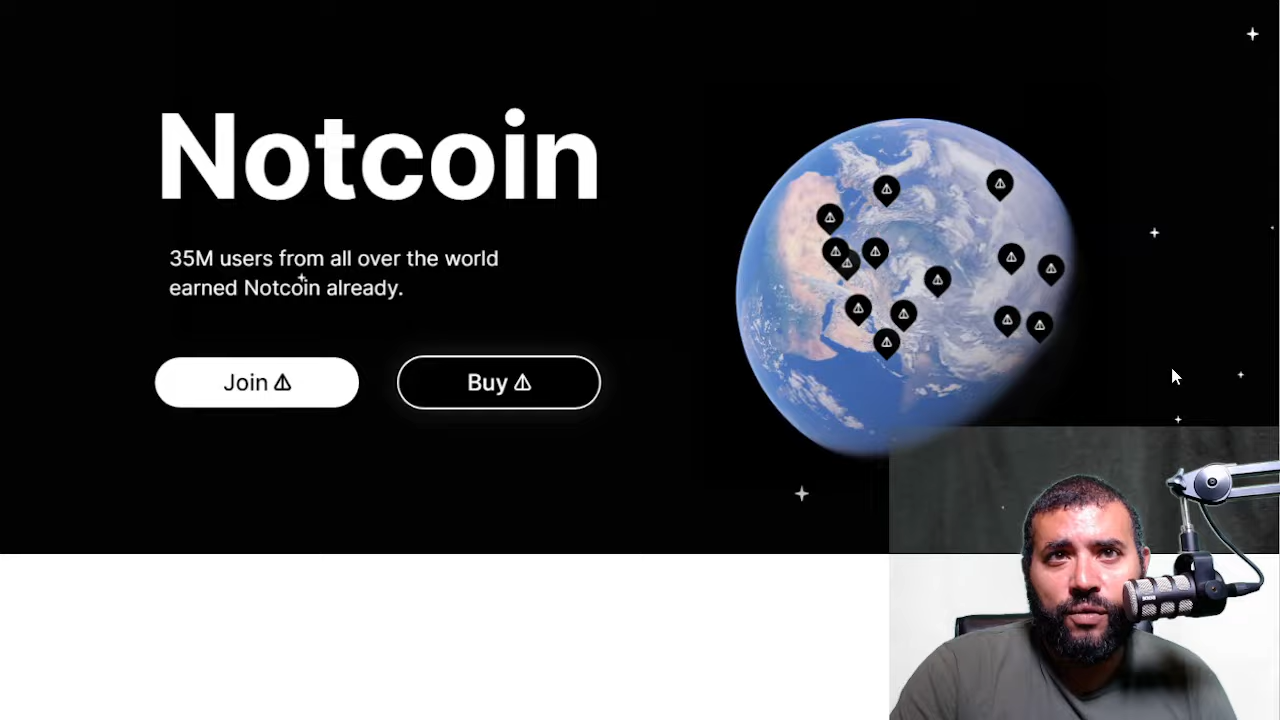 Notcoin
35M users from all over the world
earned Notcoin already.
Join
Buy